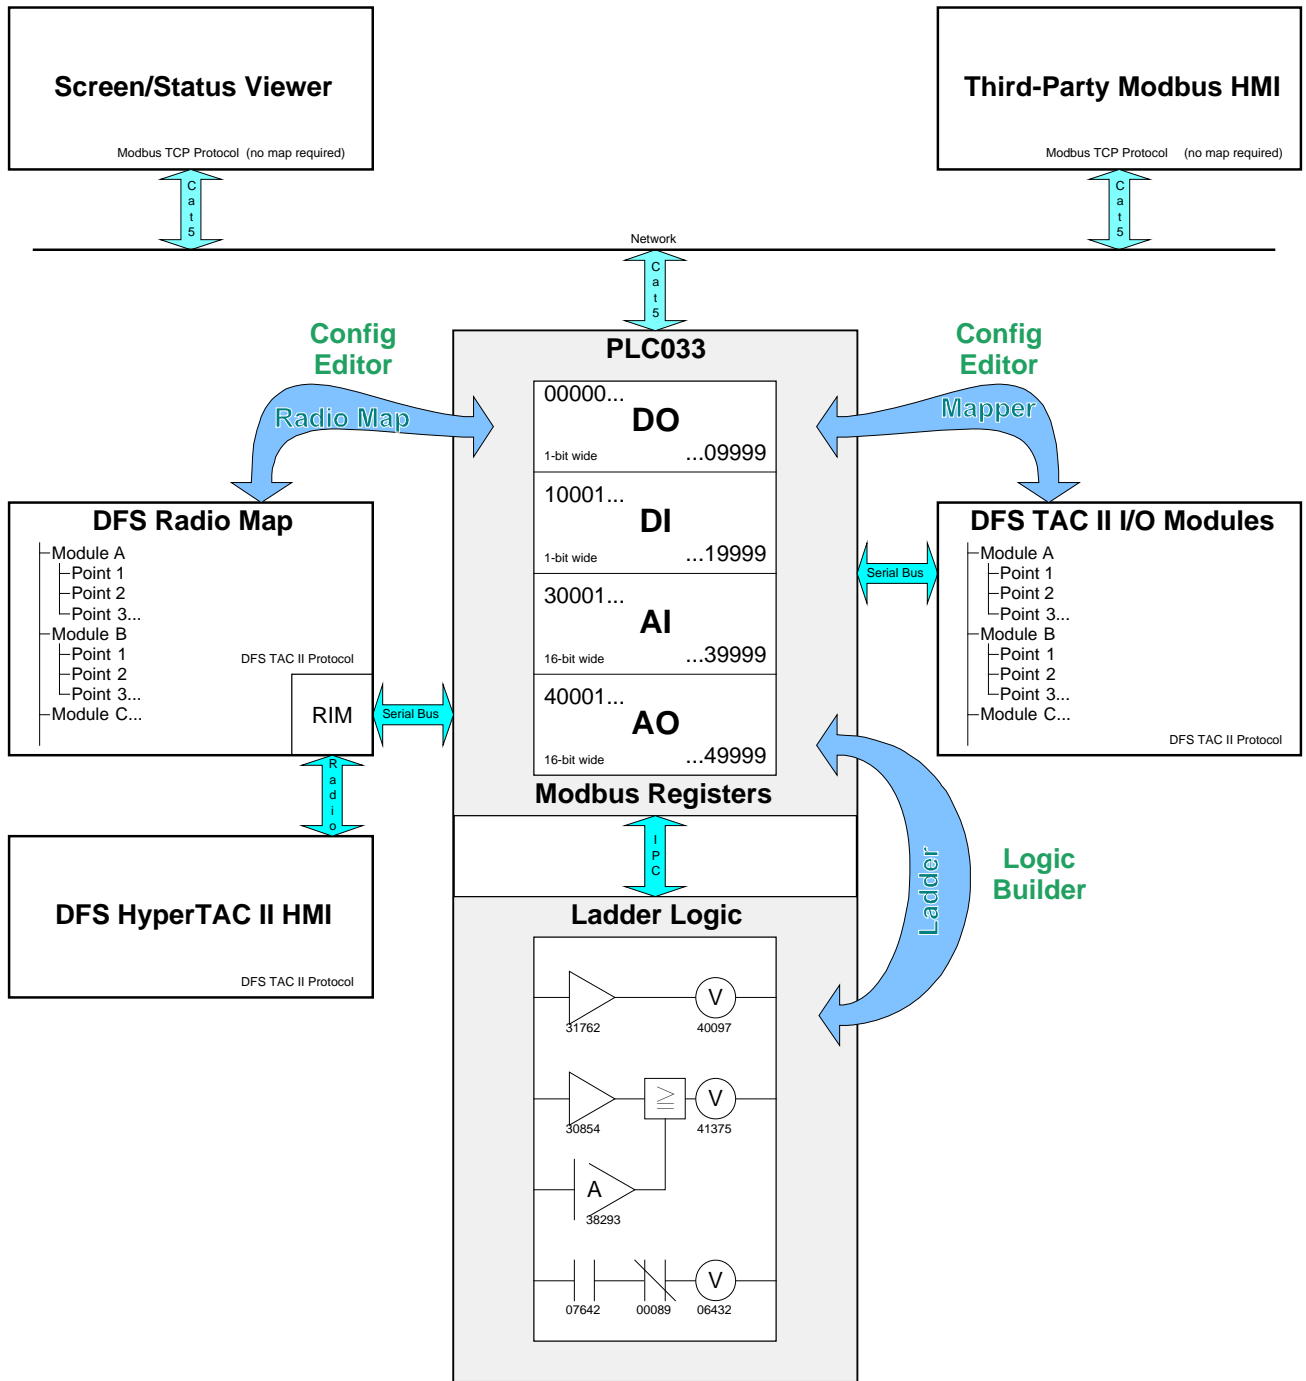 Screen/Status Viewer
Modbus TCP Protocol (no map required)
Third-Party Modbus HMI
Modbus TCP Protocol (no map required)
Cat5
Cat5
Network
Cat5
Config
Editor
Radio Map
PLC033
00000...
DO
1-bit wide ...09999
10001...
DI
1-bit wide ...19999
30001...
AI
16-bit wide ...39999
40001...
AO
16-bit wide ...49999
Modbus Registers
Config
Editor
Mapper
DFS Radio Map
Module A
Point 1
Point 2
Point 3...
Module B
Point 1
Point 2
Point 3...
Module C...
DFS TAC II Protocol
RIM
Serial Bus
Radio
DFS HyperTAC II HMI
DFS TAC II Protocol
Serial Bus
DFS TAC II I/O Modules
Module A
Point 1
Point 2
Point 3...
Module B
Point 1
Point 2
Point 3...
Module C...
DFS TAC II Protocol
IPC
Ladder
Logic
Builder
Ladder Logic
V
31762 40097
≧ V
30854 41375
A
38293
V
07642 00089 06432